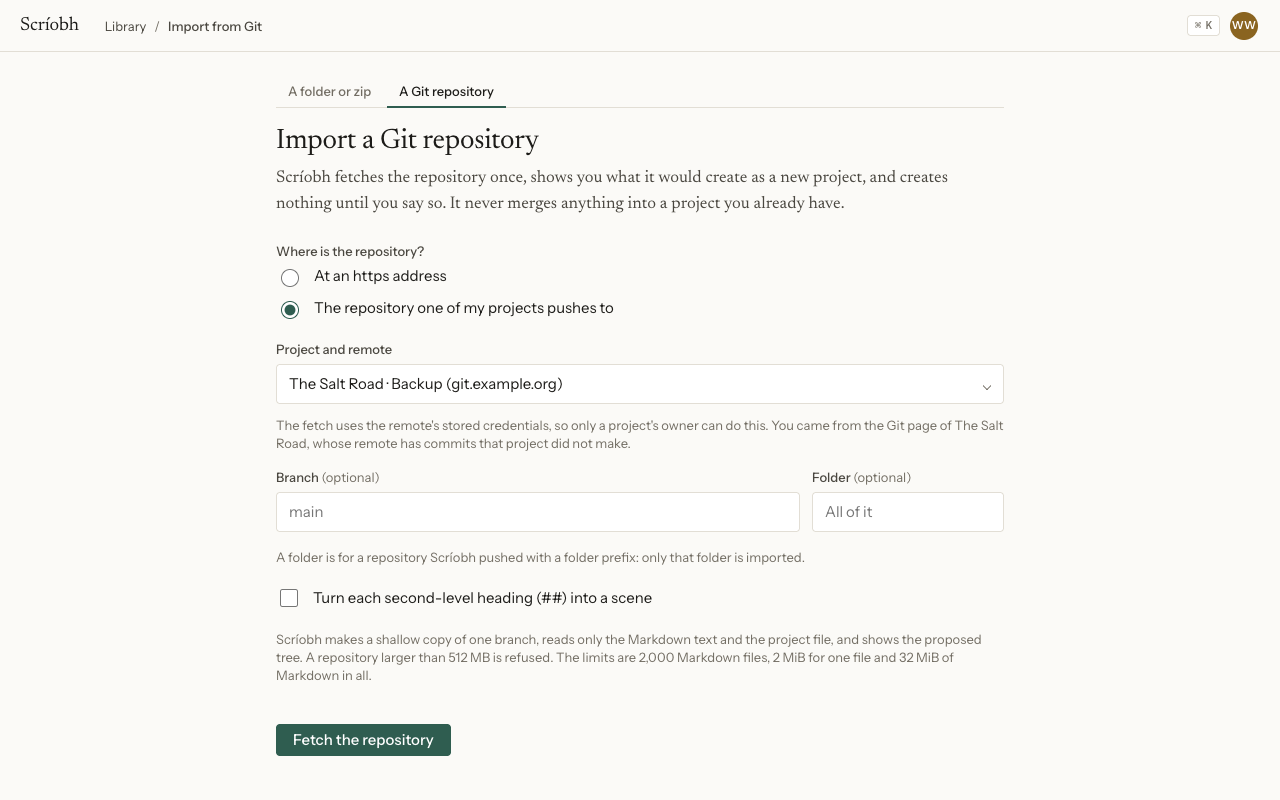 Scríobh
Library / Import from Git
⌘ K
WW
A folder or zip
A Git repository
Import a Git repository
Scríobh fetches the repository once, shows you what it would create as a new project, and creates
nothing until you say so. It never merges anything into a project you already have.
Where is the repository?
At an https address
The repository one of my projects pushes to
Project and remote
The Salt Road · Backup (git.example.org)
The fetch uses the remote's stored credentials, so only a project's owner can do this. You came from the Git page of The Salt
Road, whose remote has commits that project did not make.
Branch (optional)
Folder (optional)
main
All of it
A folder is for a repository Scríobh pushed with a folder prefix: only that folder is imported.
Turn each second-level heading (##) into a scene
Scríobh makes a shallow copy of one branch, reads only the Markdown text and the project file, and shows the proposed
tree. A repository larger than 512 MB is refused. The limits are 2,000 Markdown files, 2 MiB for one file and 32 MiB of
Markdown in all.
Fetch the repository